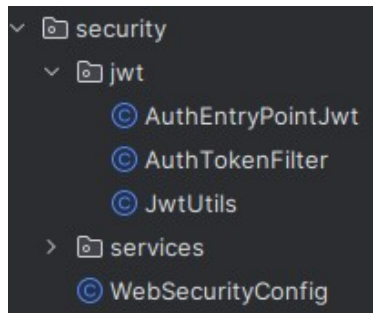 security
jwt
AuthEntryPointJwt
AuthTokenFilter
JwtUtils
services
WebSecurityConfig